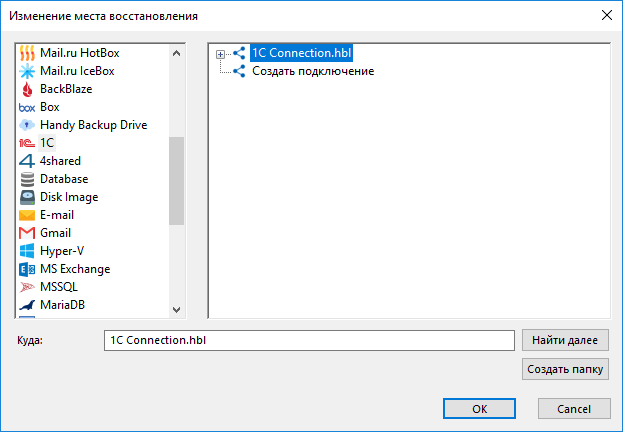 Изменение места восстановления
Mail.ru HotBox
Mail.ru IceBox
BackBlaze
box Box
Handy Backup Drive
1С 1C
4 4shared
Database
Disk Image
E-mail
Gmail
Hyper-V
MS Exchange
MSSQL
MariaDB
1C Connection.hbl
Создать подключение
Куда:
1C Connection.hbl
Найти далее
Создать папку
OK
Cancel